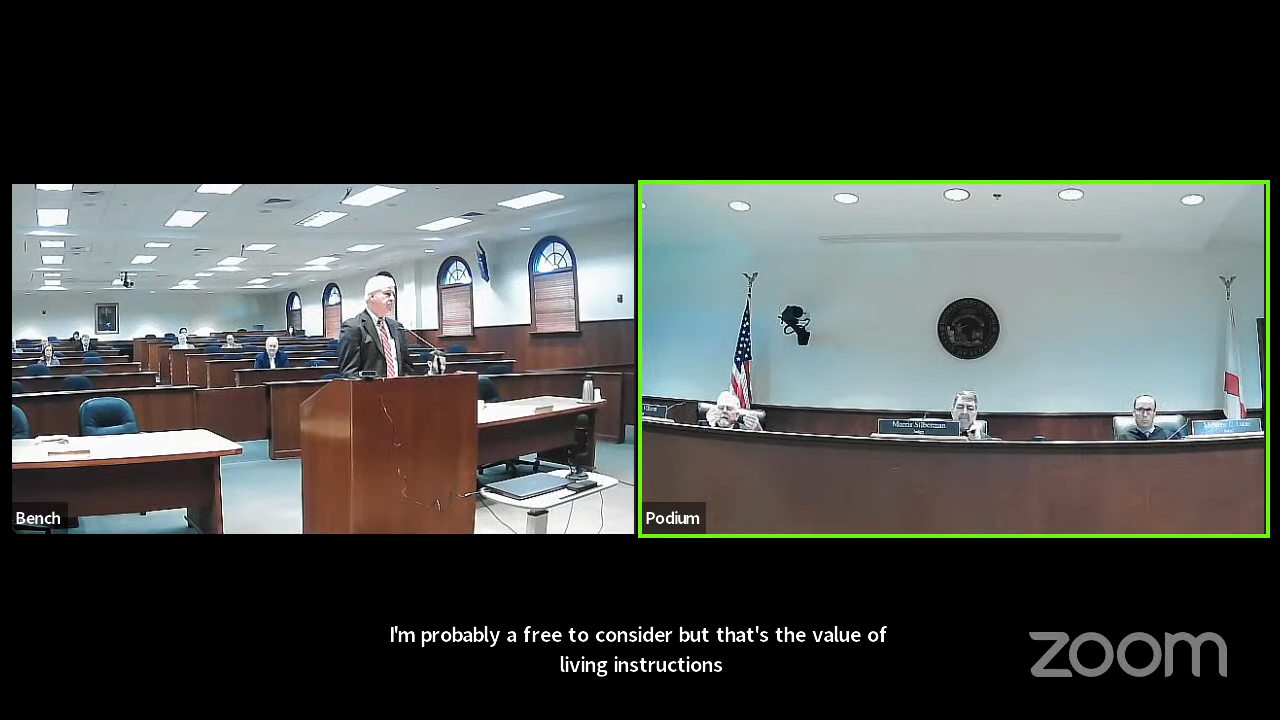 Morris Silberman
Bench
Podium
I'm probably a free to consider but that's the value of
living instructions
zoom